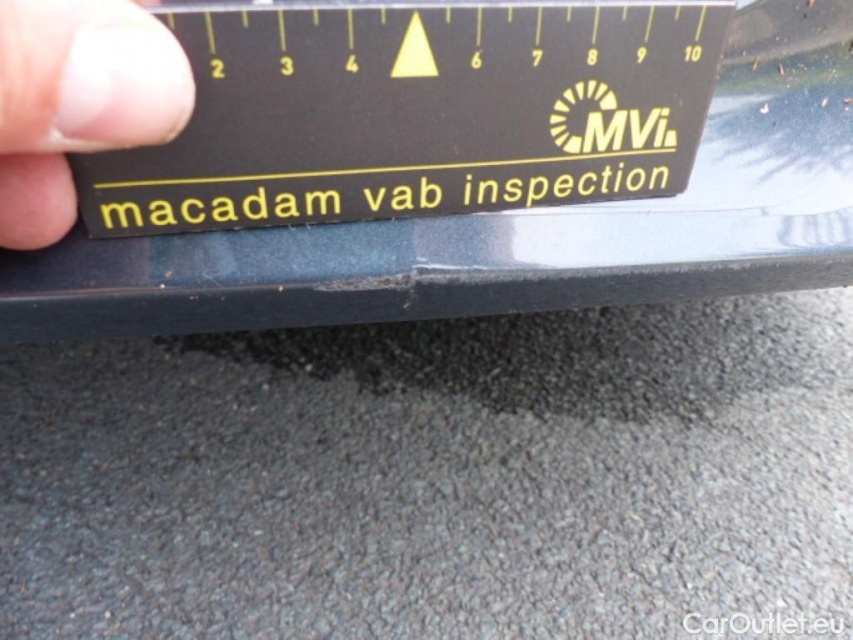 2 3 4 6 7 8 9 10
MVi
macadam vab inspection
CarOutlet.eu